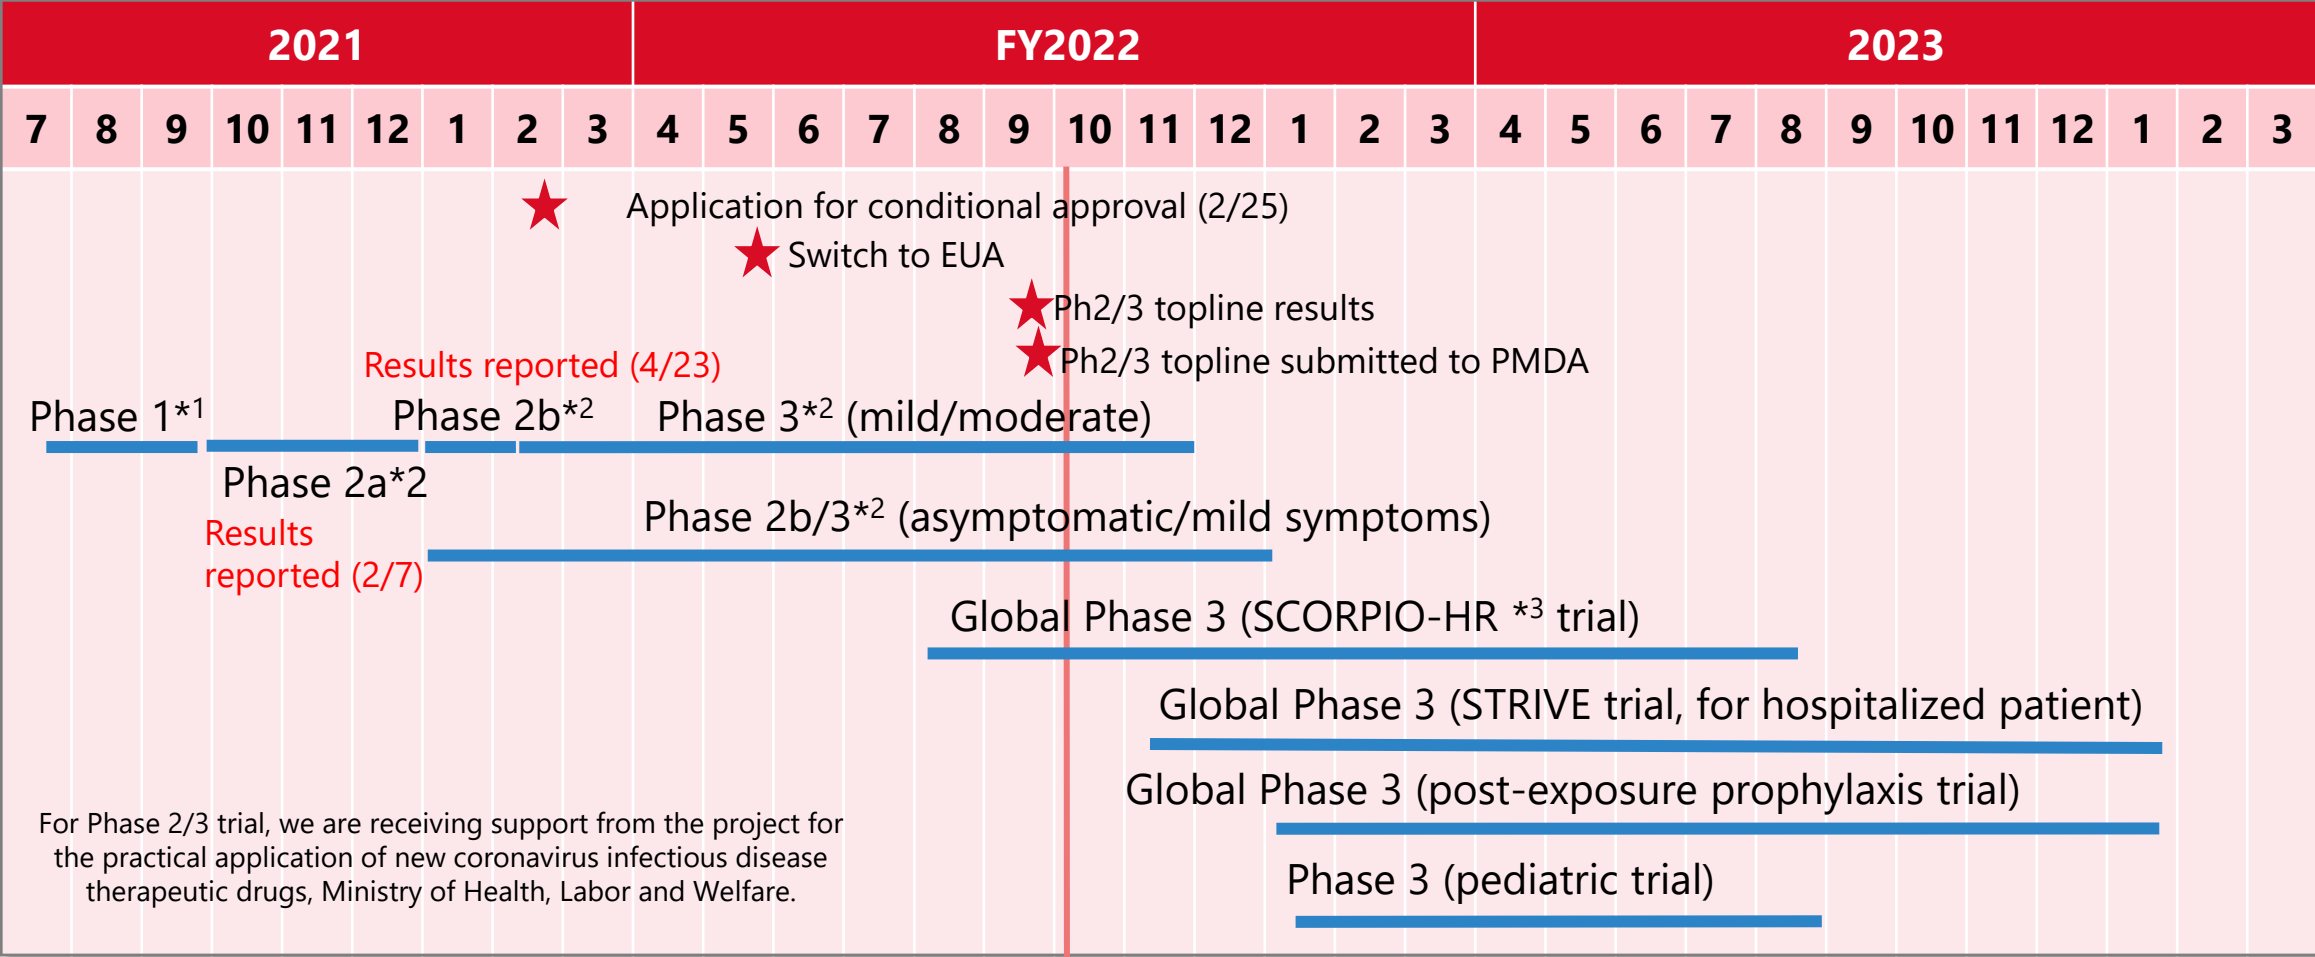 2021 FY2022 2023
7 8 9 10 11 12 1 2 3 4 5 6 7 8 9 10 11 12 1 2 3 4 5 6 7 8 9 10 11 12 1 2 3
Application for conditional approval (2/25)
Switch to EUA
Ph2/3 topline results
Ph2/3 topline submitted to PMDA
Results reported (4/23)
Phase 1*1
Phase 2b*2
Phase 3*2 (mild/moderate)
Phase 2a*2
Results
reported (2/7)
Phase 2b/3*2 (asymptomatic/mild symptoms)
Global Phase 3 (SCORPIO-HR *3 trial)
Global Phase 3 (STRIVE trial, for hospitalized patient)
Global Phase 3 (post-exposure prophylaxis trial)
Phase 3 (pediatric trial)
For Phase 2/3 trial, we are receiving support from the project for
the practical application of new coronavirus infectious disease
therapeutic drugs, Ministry of Health, Labor and Welfare.